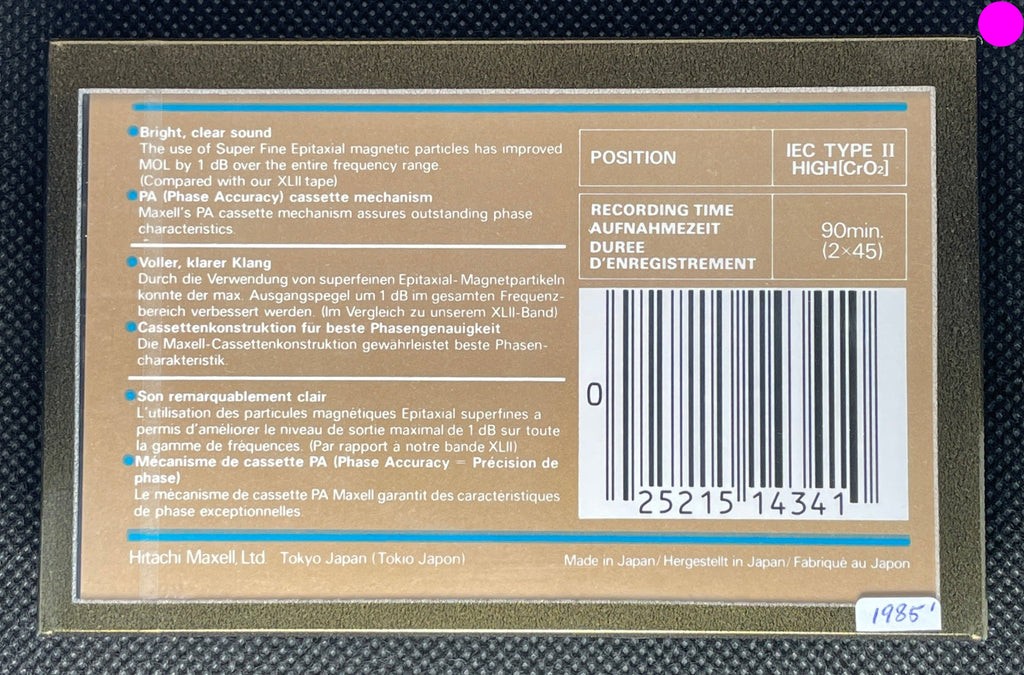 Bright, clear sound
The use of Super Fine Epitaxial magnetic particles has improved
MOL by 1 dB over the entire frequency range.
(Compared with our XLII tape)
PA (Phase Accuracy) cassette mechanism
Maxell's PA cassette mechanism assures outstanding phase
characteristics.
Voller, klarer Klang
Durch die Verwendung von superfeinen Epitaxial-Magnetpartikeln
konnte der max. Ausgangspegel um 1 dB im gesamten Frequenz-
bereich verbessert werden. (Im Vergleich zu unserem XLII-Band)
Cassettenkonstruktion für beste Phasengenauigkeit
Die Maxell-Cassettenkonstruktion gewährleistet beste Phasen-
charakteristik.
Son remarquablement clair
L'utilisation des particules magnétiques Epitaxial superfines a
permis d'améliorer le niveau de sortie maximal de 1 dB sur toute
la gamme de fréquences. (Par rapport à notre bande XLII)
Mécanisme de cassette PA (Phase Accuracy = Précision de
phase)
Le mécanisme de cassette PA Maxell garantit des caractéristiques
de phase exceptionnelles.
POSITION
IEC TYPE II
HIGH[CrO₂]
RECORDING TIME
AUFNAHMEZEIT
DUREE
D'ENREGISTREMENT
90min.
(2×45)
0 25215 14341
Hitachi Maxell, Ltd. Tokyo Japan (Tokio Japon)
Made in Japan/Hergestellt in Japan/Fabriqué au Japon
1985'